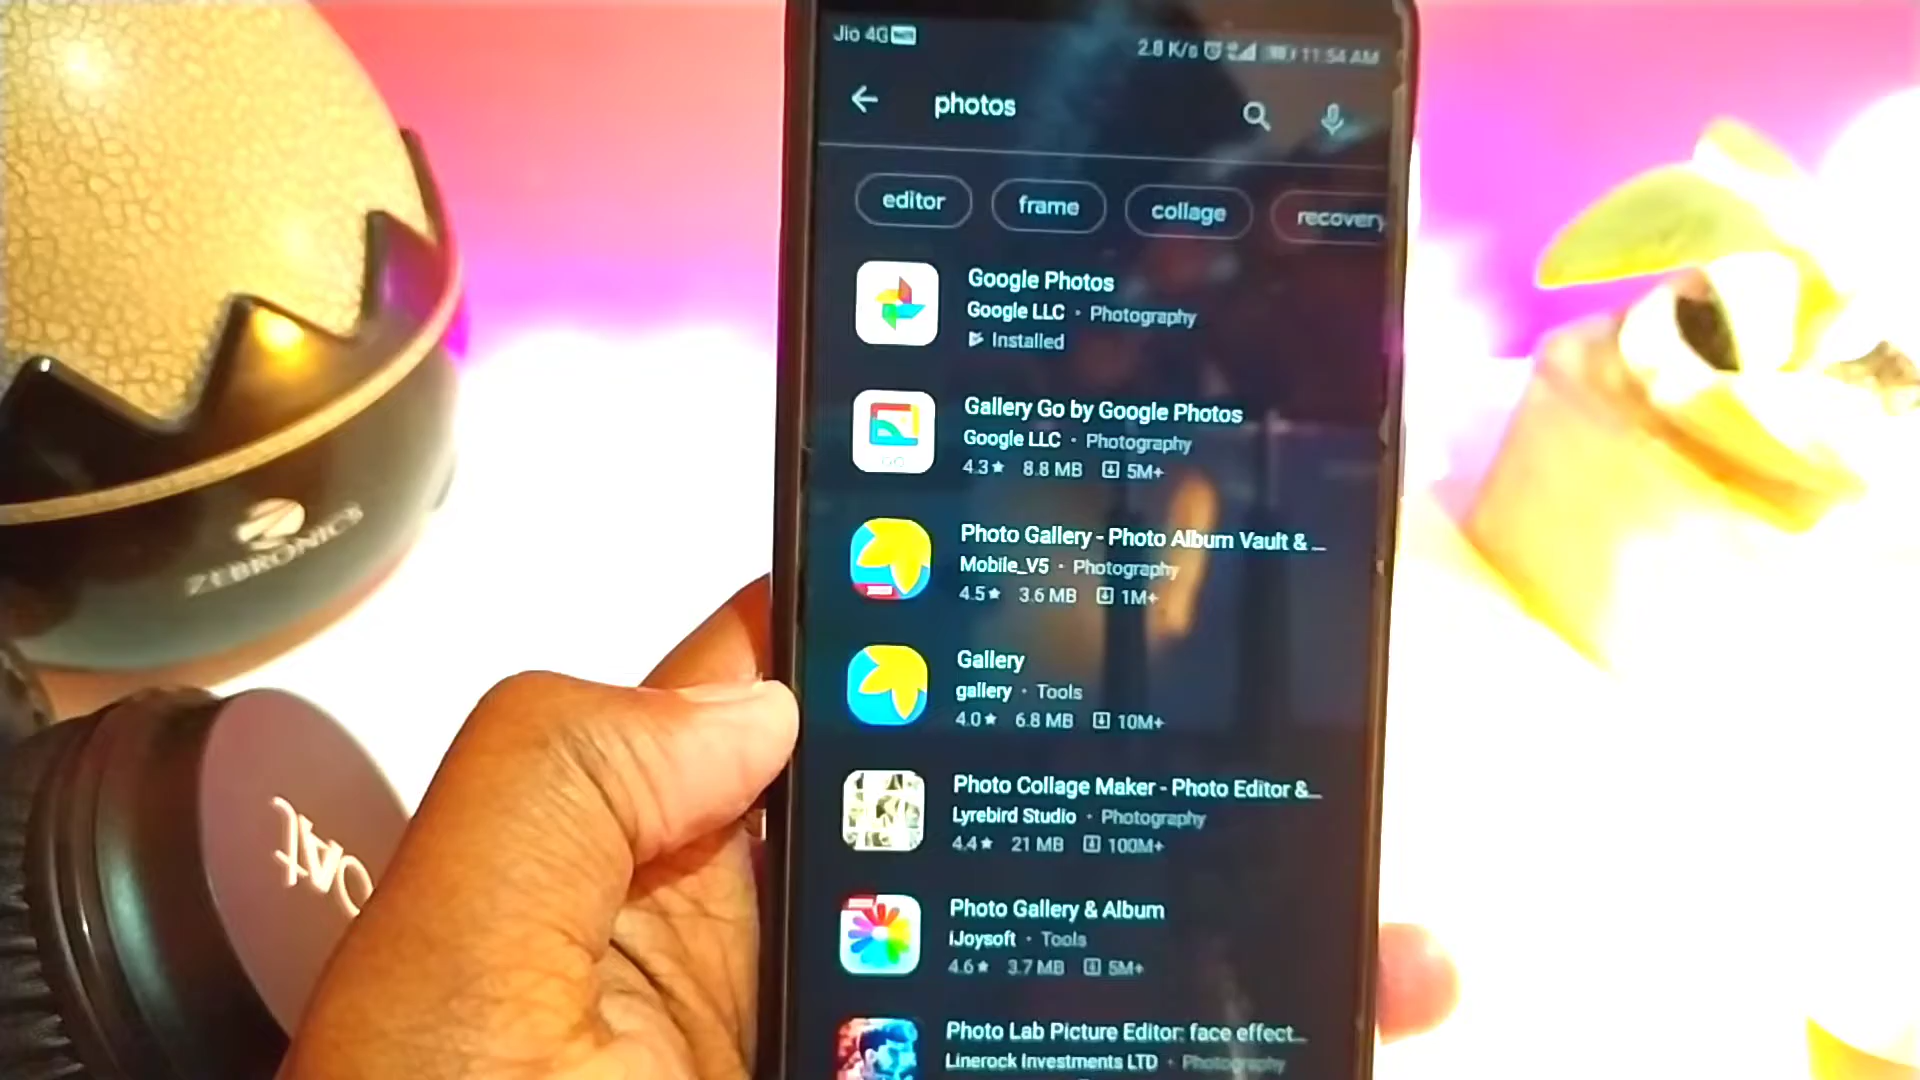 Jio 4G
2.8 K/s 11:54 AM
photos
editor
frame
collage
recovery
Google Photos
Google LLC · Photography
Installed
Gallery Go by Google Photos
Google LLC · Photography
4.3★ 8.8 MB 5M+
Photo Gallery - Photo Album Vault & ...
Mobile_V5 · Photography
4.5★ 3.6 MB 1M+
Gallery
gallery · Tools
4.0★ 6.8 MB 10M+
Photo Collage Maker - Photo Editor &...
Lyrebird Studio · Photography
4.4★ 21 MB 100M+
Photo Gallery & Album
iJoysoft · Tools
4.6★ 3.7 MB 5M+
Photo Lab Picture Editor: face effect...
Linerock Investments LTD · Photography
ZEBRONICS